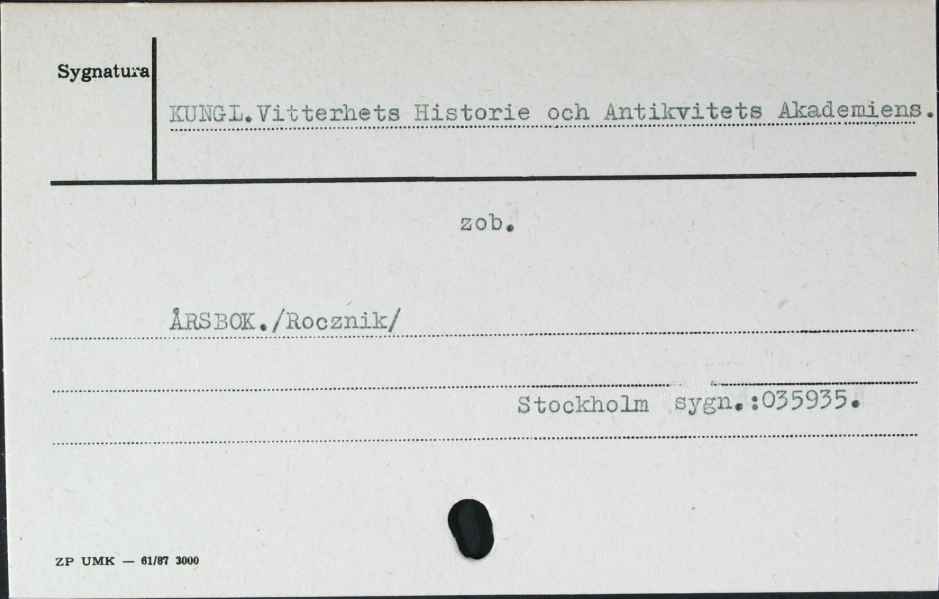 Sygnatura
KUNGL.Vitterhets Historie och Antikvitets Akademiens.
zob.
ÅRSBOK./Rocznik/
Stockholm sygn.:035935.
ZP UMK — 61/87 3000